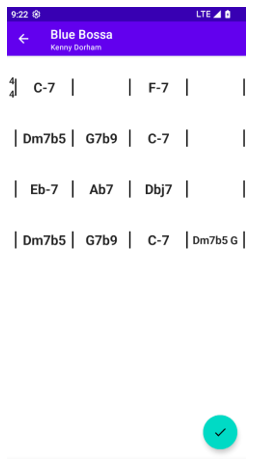 9:22 LTE
Blue Bossa
Kenny Dorham
4
4| C-7 | | F-7 | |
| Dm7b5 | G7b9 | C-7 | |
| Eb-7 | Ab7 | Dbj7 | |
| Dm7b5 | G7b9 | C-7 | Dm7b5 G |